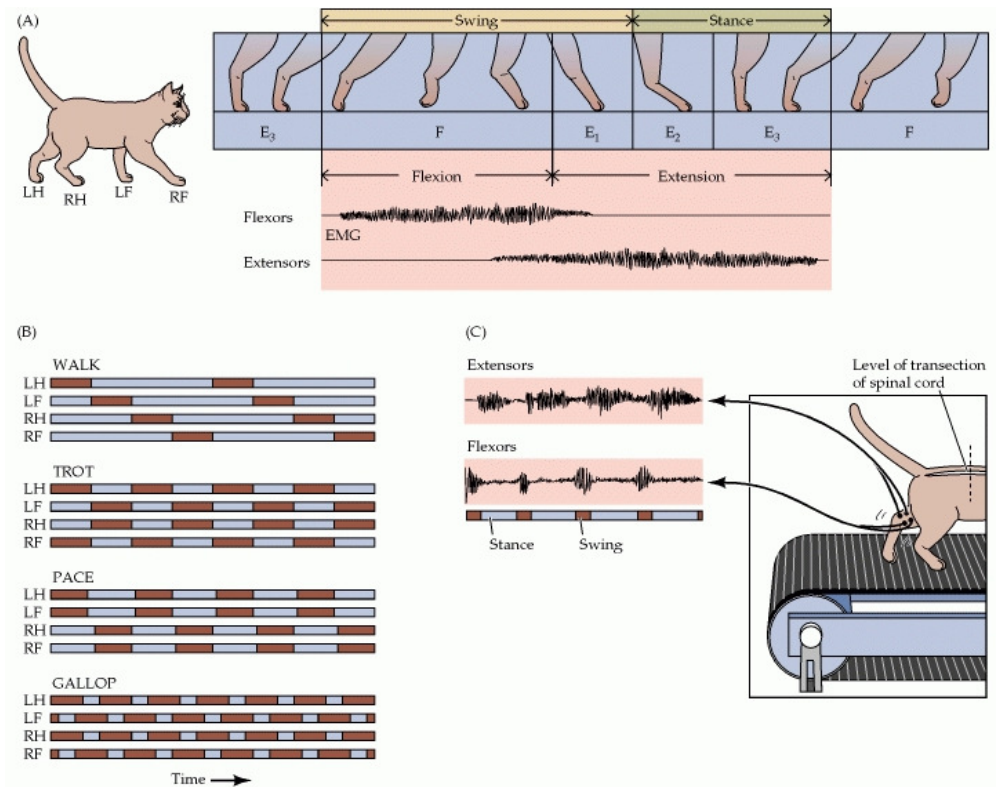 (A)
Swing
Stance
E3
F
E1
E2
E3
F
LH
RH
LF
RF
Flexion
Extension
Flexors
EMG
Extensors
(B)
WALK
LH
LF
RH
RF
TROT
LH
LF
RH
RF
PACE
LH
LF
RH
RF
GALLOP
LH
LF
RH
RF
Time
(C)
Extensors
Flexors
Stance
Swing
Level of transection
of spinal cord